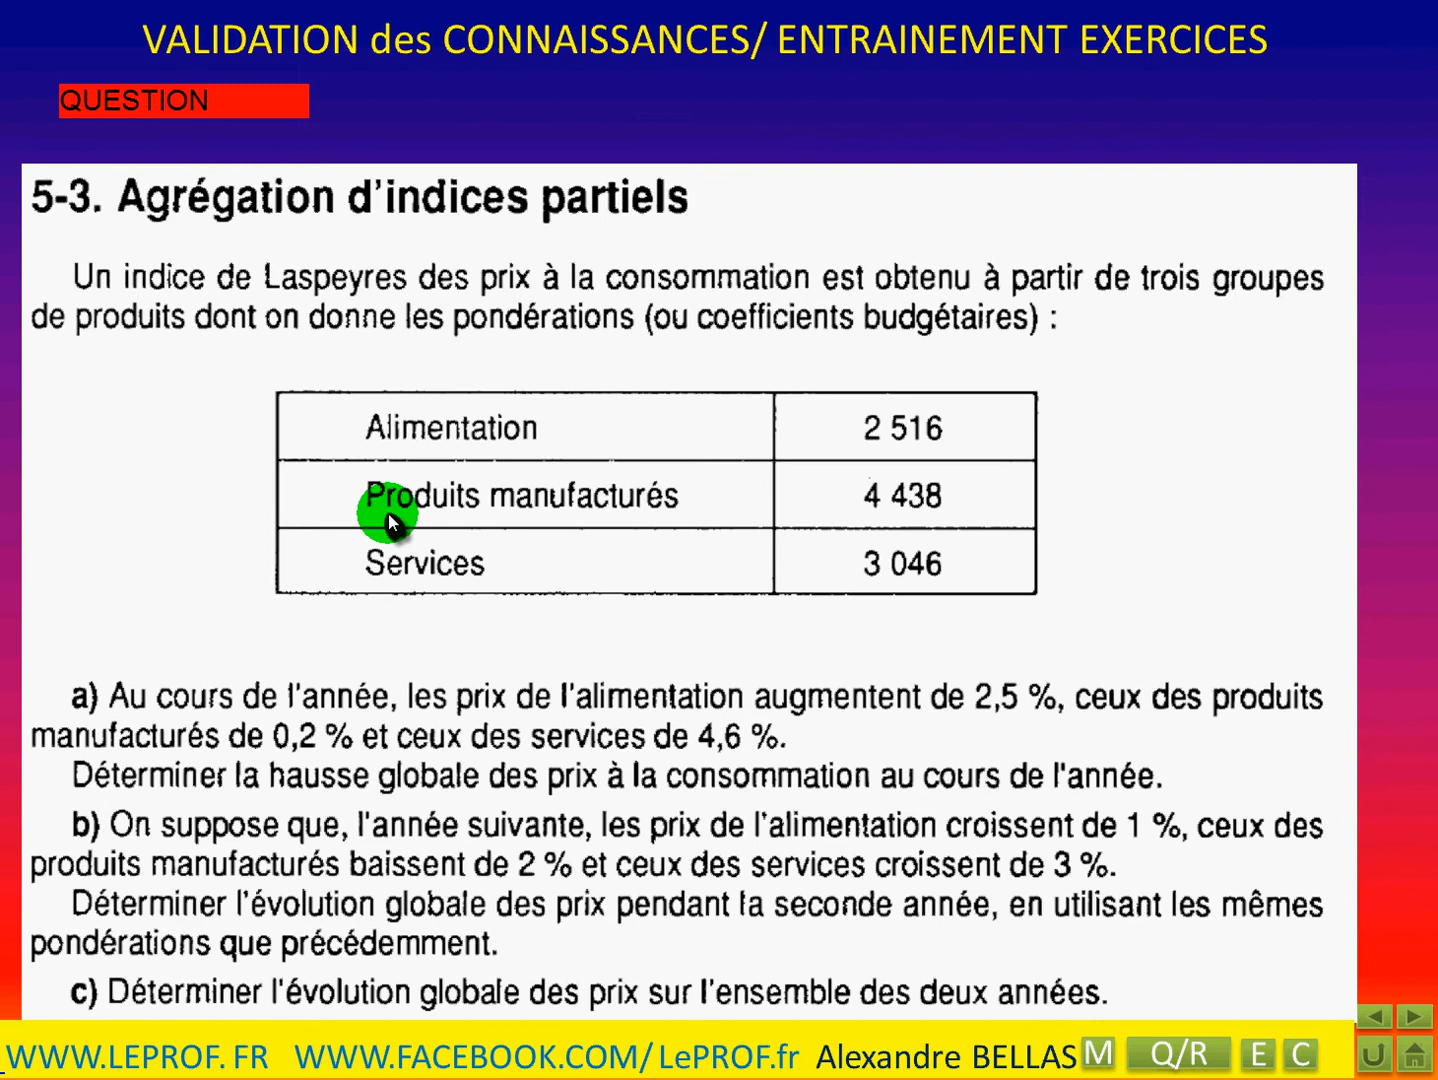 VALIDATION des CONNAISSANCES/ ENTRAINEMENT EXERCICES
QUESTION
5-3. Agrégation d'indices partiels
Un indice de Laspeyres des prix à la consommation est obtenu à partir de trois groupes
de produits dont on donne les pondérations (ou coefficients budgétaires) :
Alimentation 2 516
Produits manufacturés 4 438
Services 3 046
a) Au cours de l'année, les prix de l'alimentation augmentent de 2,5 %, ceux des produits
manufacturés de 0,2 % et ceux des services de 4,6 %.
Déterminer la hausse globale des prix à la consommation au cours de l'année.
b) On suppose que, l'année suivante, les prix de l'alimentation croissent de 1 %, ceux des
produits manufacturés baissent de 2 % et ceux des services croissent de 3 %.
Déterminer l'évolution globale des prix pendant la seconde année, en utilisant les mêmes
pondérations que précédemment.
c) Déterminer l'évolution globale des prix sur l'ensemble des deux années.
WWW.LEPROF. FR WWW.FACEBOOK.COM/ LePROF.fr Alexandre BELLAS M Q/R E C